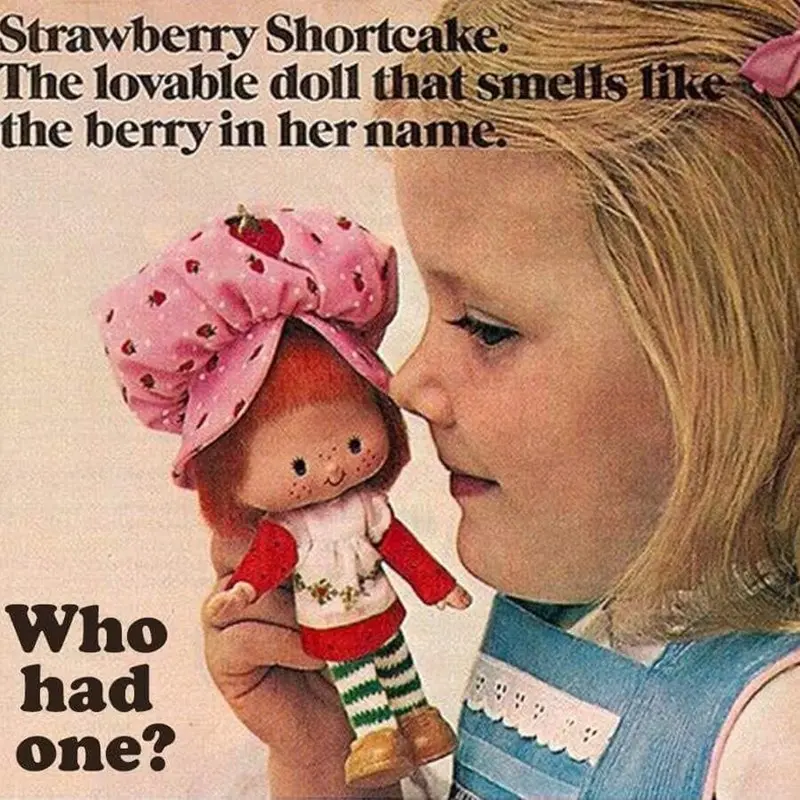 Strawberry Shortcake.
The lovable doll that smells like
the berry in her name.
Who
had
one?